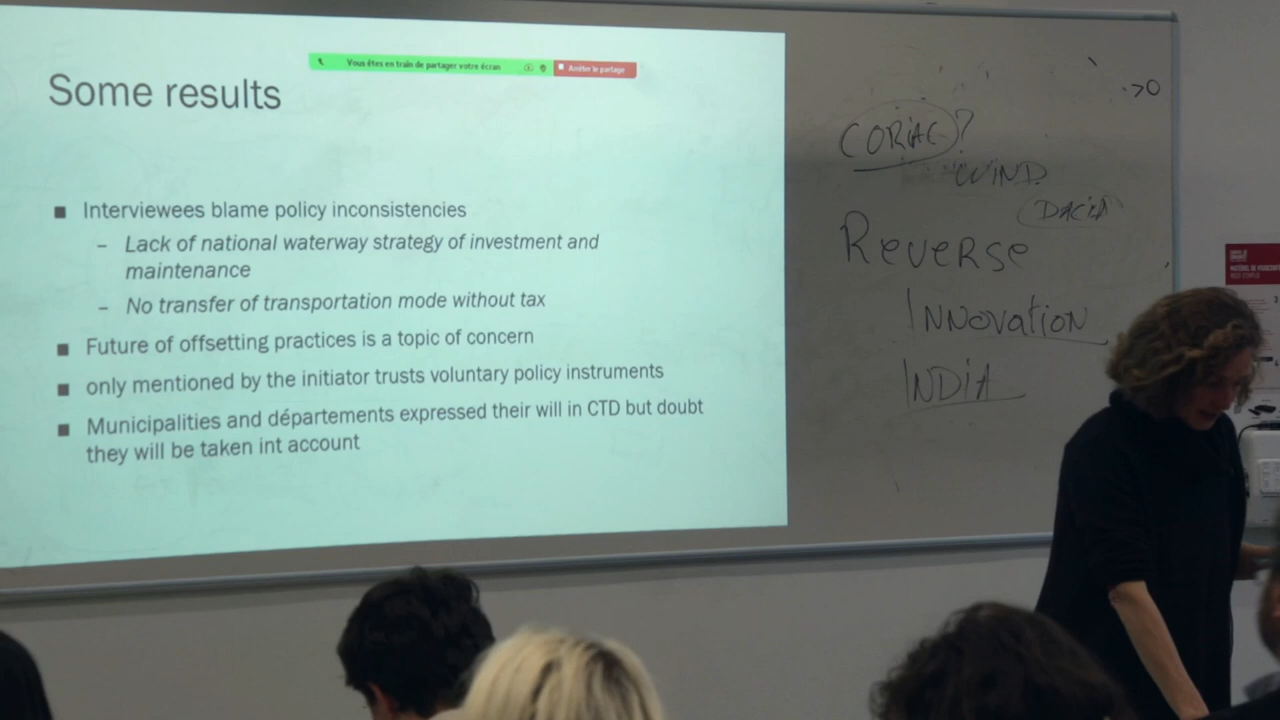 Vous êtes en train de partager votre écran
Arrêter le partage
Some results
Interviewees blame policy inconsistencies
– Lack of national waterway strategy of investment and
maintenance
– No transfer of transportation mode without tax
Future of offsetting practices is a topic of concern
only mentioned by the initiator trusts voluntary policy instruments
Municipalities and départements expressed their will in CTD but doubt
they will be taken int account
CORiAC?
WiND
DACiA
Reverse
INNOvation
INDiA